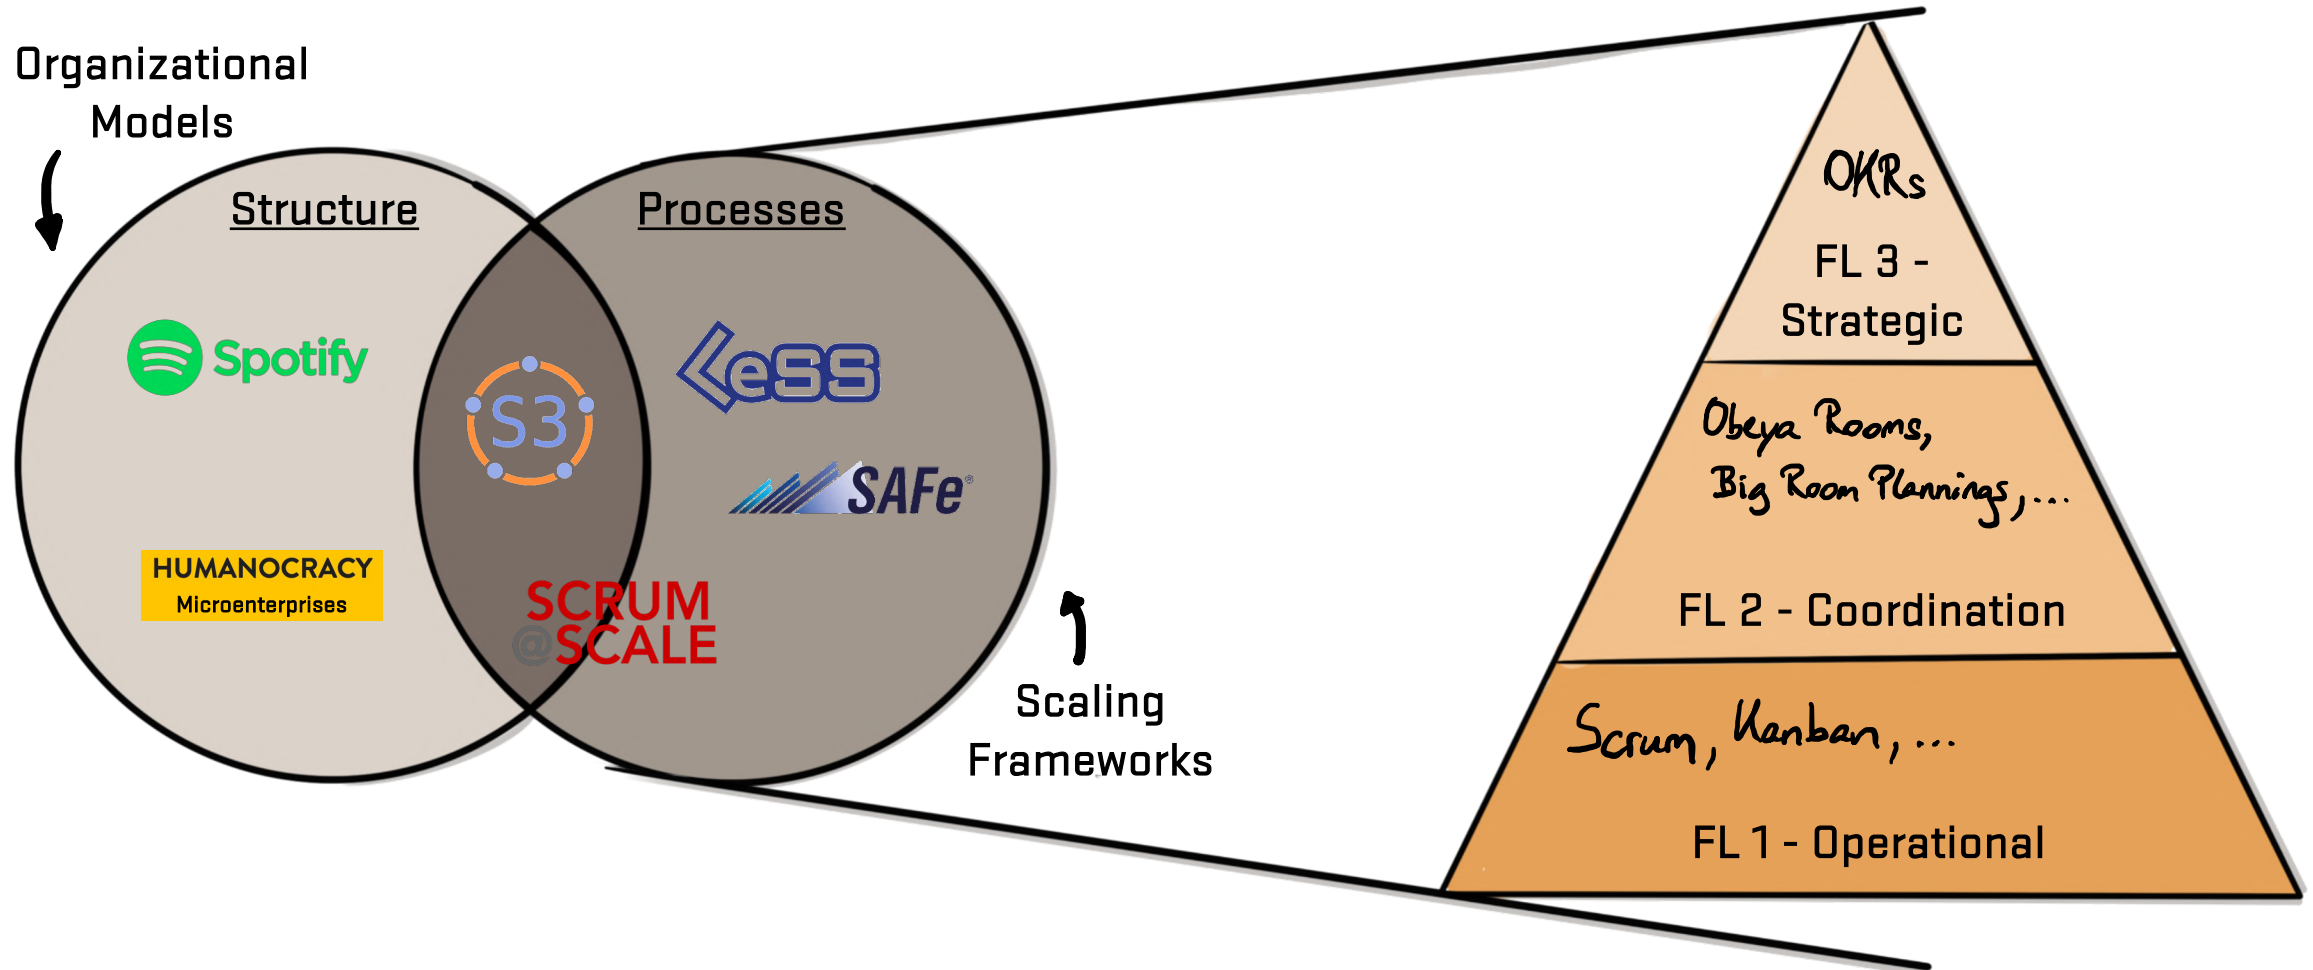 Organizational
Models
Structure
Processes
Spotify
LeSS
S3
SAFe®
HUMANOCRACY
Microenterprises
SCRUM
@SCALE
Scaling
Frameworks
OKRs
FL 3 -
Strategic
Obeya Rooms,
Big Room Plannings, ...
FL 2 - Coordination
Scrum, Kanban, ...
FL 1 - Operational